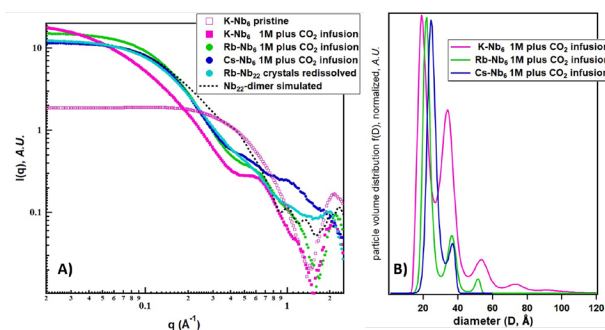 K-Nb6 pristine
K-Nb6 1M plus CO2 infusion
Rb-Nb6 1M plus CO2 infusion
Cs-Nb6 1M plus CO2 infusion
Rb-Nb22 crystals redissolved
Nb22-dimer simulated
I(q), A.U.
10
1
0.1
A)
2 3 4 5 6 7 8 9 0.1 2 3 4 5 6 7 8 9 1 2
q (A-1)
K-Nb6 1M plus CO2 infusion
Rb-Nb6 1M plus CO2 infusion
Cs-Nb6 1M plus CO2 infusion
particle volume distribution f(D), normalized, A.U.
B)
20 40 60 80 100 120
diameter (D, Å)